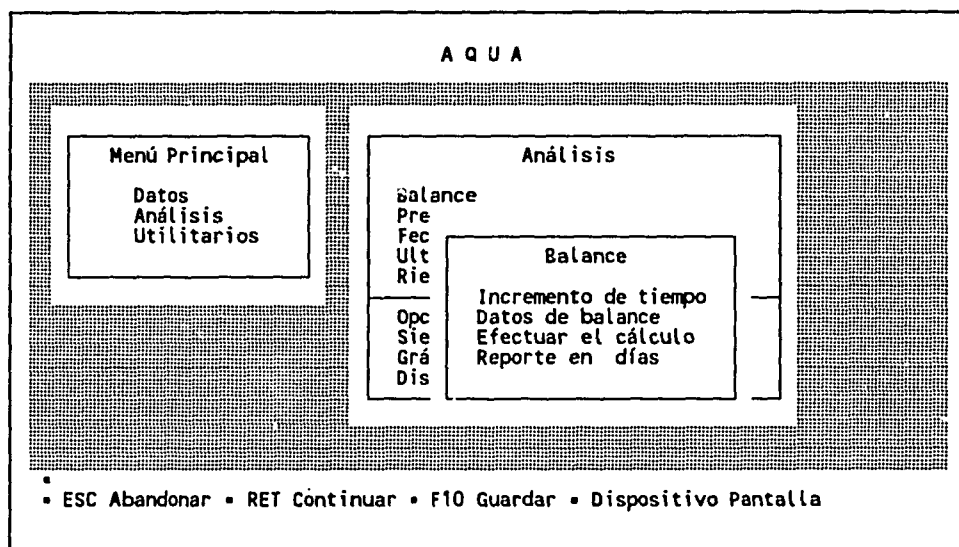 A Q U A
Menú Principal
Datos
Análisis
Utilitarios
Análisis
Balance
Pre
Fec
Ult
Rie
Opc
Sie
Grá
Dis
Balance
Incremento de tiempo
Datos de balance
Efectuar el cálculo
Reporte en días
▪ ESC Abandonar ▪ RET Continuar ▪ F10 Guardar ▪ Dispositivo Pantalla